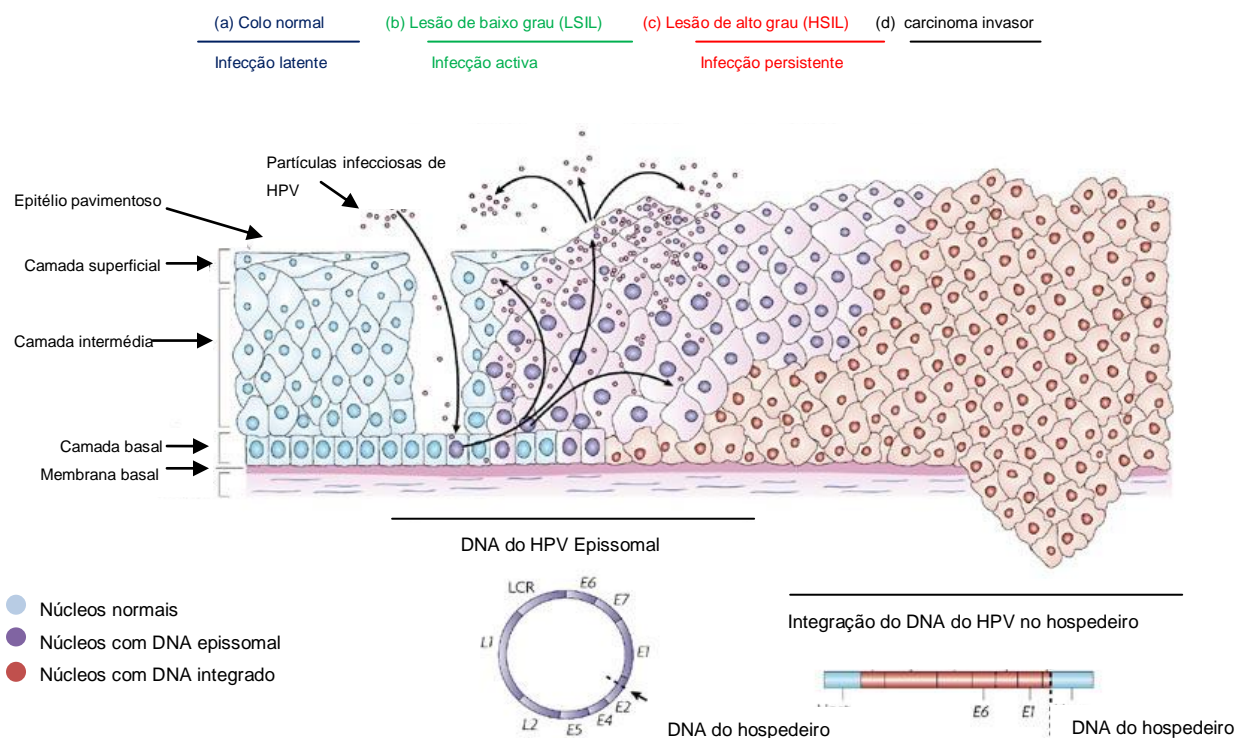 (a) Colo normal
(b) Lesão de baixo grau (LSIL)
(c) Lesão de alto grau (HSIL)
(d) carcinoma invasor
Infecção latente
Infecção activa
Infecção persistente
Partículas infecciosas de
HPV
Epitélio pavimentoso
Camada superficial
Camada intermédia
Camada basal
Membrana basal
DNA do HPV Epissomal
LCR
E6
E7
E1
E2
E4
E5
L2
L1
Núcleos normais
Núcleos com DNA epissomal
Núcleos com DNA integrado
Integração do DNA do HPV no hospedeiro
E6
E1
DNA do hospedeiro
DNA do hospedeiro